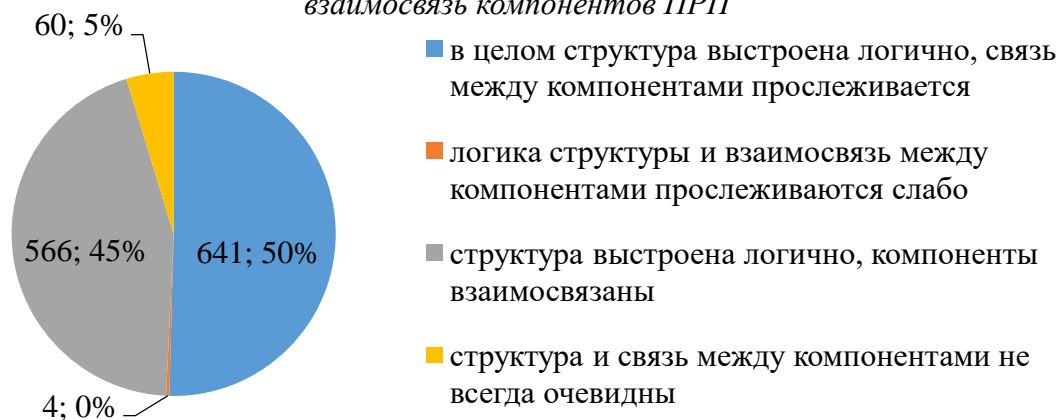 взаимосвязь компонентов ПРП
60; 5%
566; 45%
641; 50%
4; 0%
в целом структура выстроена логично, связь
между компонентами прослеживается
логика структуры и взаимосвязь между
компонентами прослеживаются слабо
структура выстроена логично, компоненты
взаимосвязаны
структура и связь между компонентами не
всегда очевидны